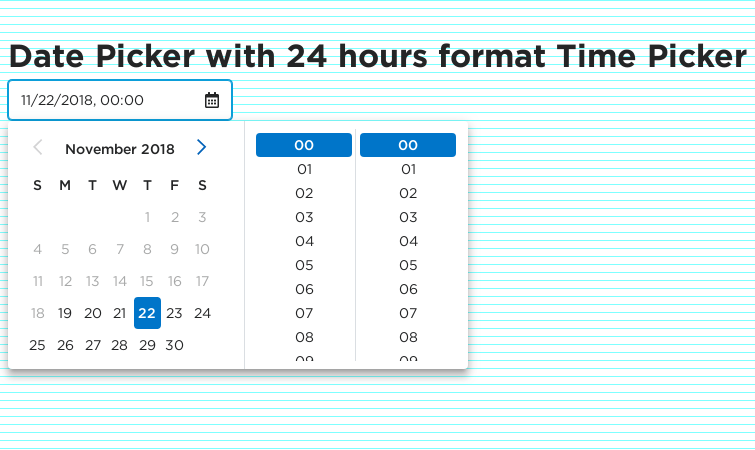 Date Picker with 24 hours format Time Picker
11/22/2018, 00:00
November 2018
S M T W T F S
1 2 3
4 5 6 7 8 9 10
11 12 13 14 15 16 17
18 19 20 21 22 23 24
25 26 27 28 29 30
00 00
01 01
02 02
03 03
04 04
05 05
06 06
07 07
08 08
09 09